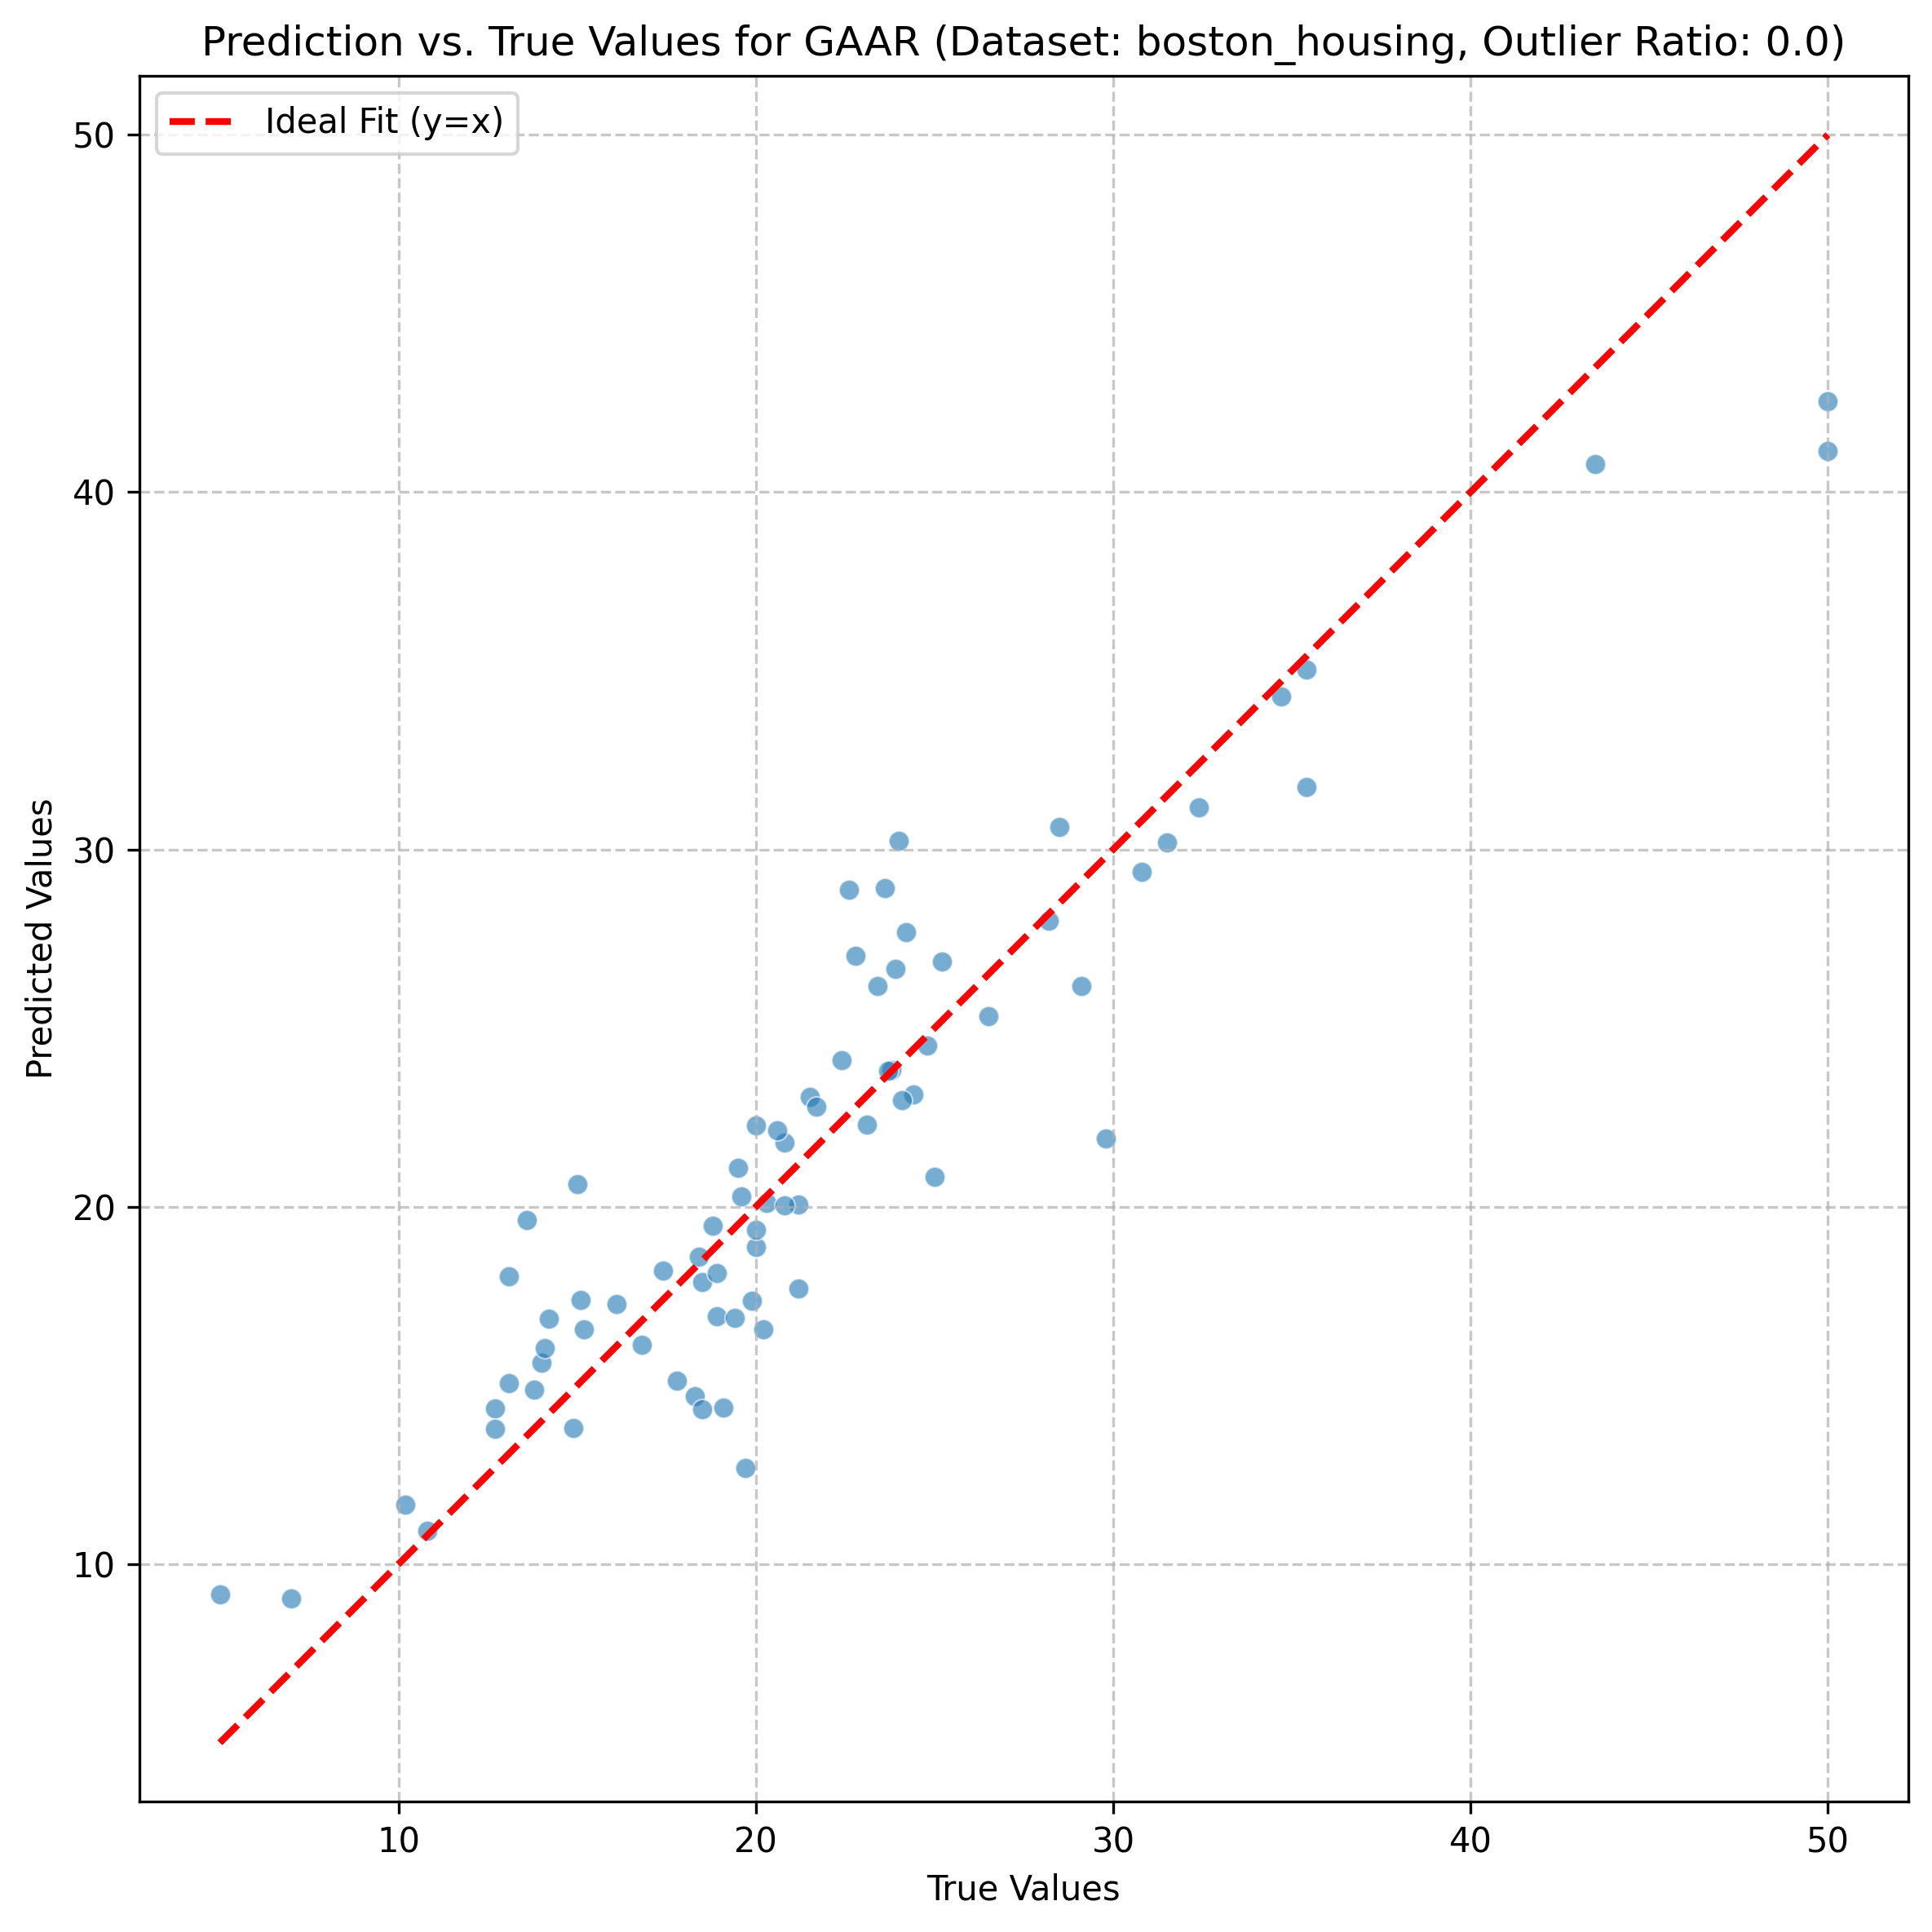 Prediction vs. True Values for GAAR (Dataset: boston_housing, Outlier Ratio: 0.0)
Ideal Fit (y=x)
50
40
30
20
10
Predicted Values
10
20
30
40
50
True Values